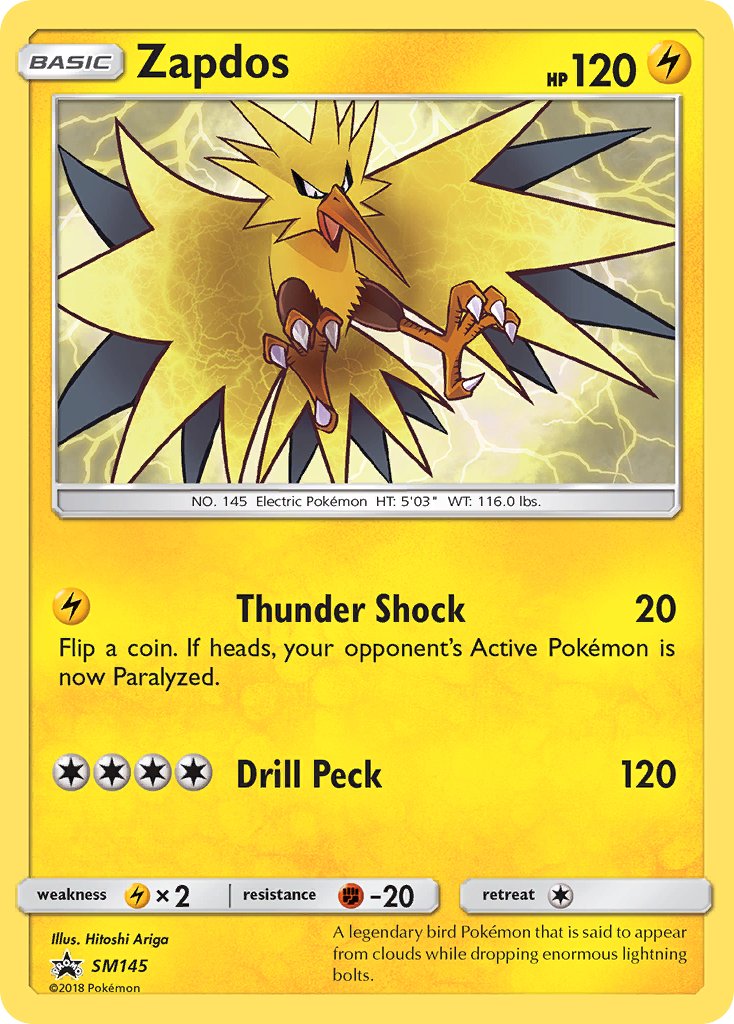 BASIC Zapdos HP 120
NO. 145 Electric Pokémon HT: 5'03" WT: 116.0 lbs.
Thunder Shock 20
Flip a coin. If heads, your opponent's Active Pokémon is
now Paralyzed.
Drill Peck 120
weakness ×2 resistance -20 retreat
Illus. Hitoshi Ariga
PROMO SM145
©2018 Pokémon
A legendary bird Pokémon that is said to appear
from clouds while dropping enormous lightning
bolts.